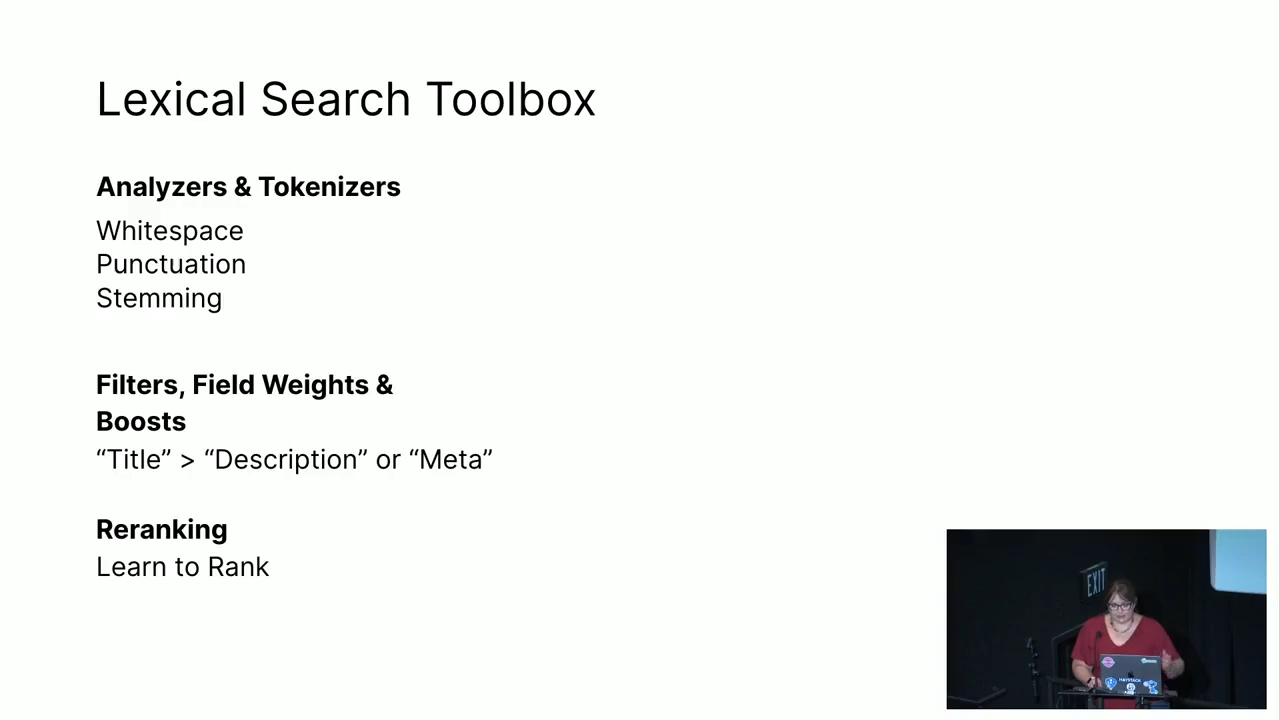 Lexical Search Toolbox
Analyzers & Tokenizers
Whitespace
Punctuation
Stemming
Filters, Field Weights &
Boosts
“Title” > “Description” or “Meta”
Reranking
Learn to Rank
EXIT
HAYSTACK